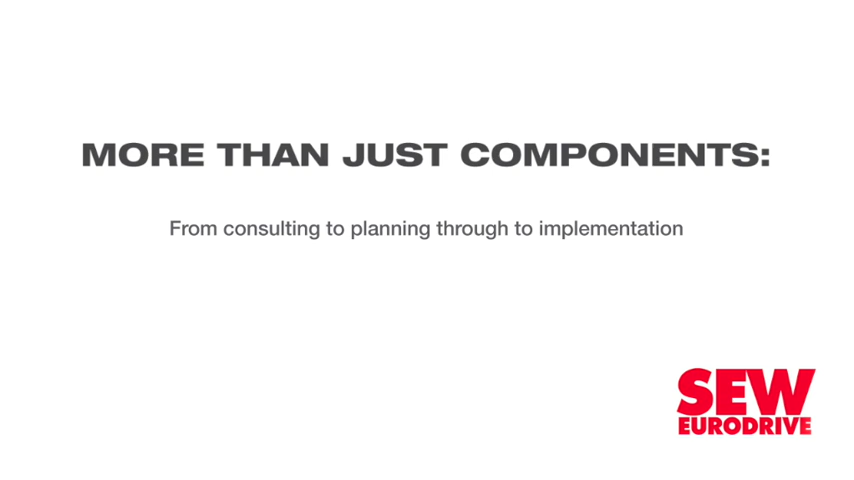 MORE THAN JUST COMPONENTS:
From consulting to planning through to implementation
SEW
EURODRIVE